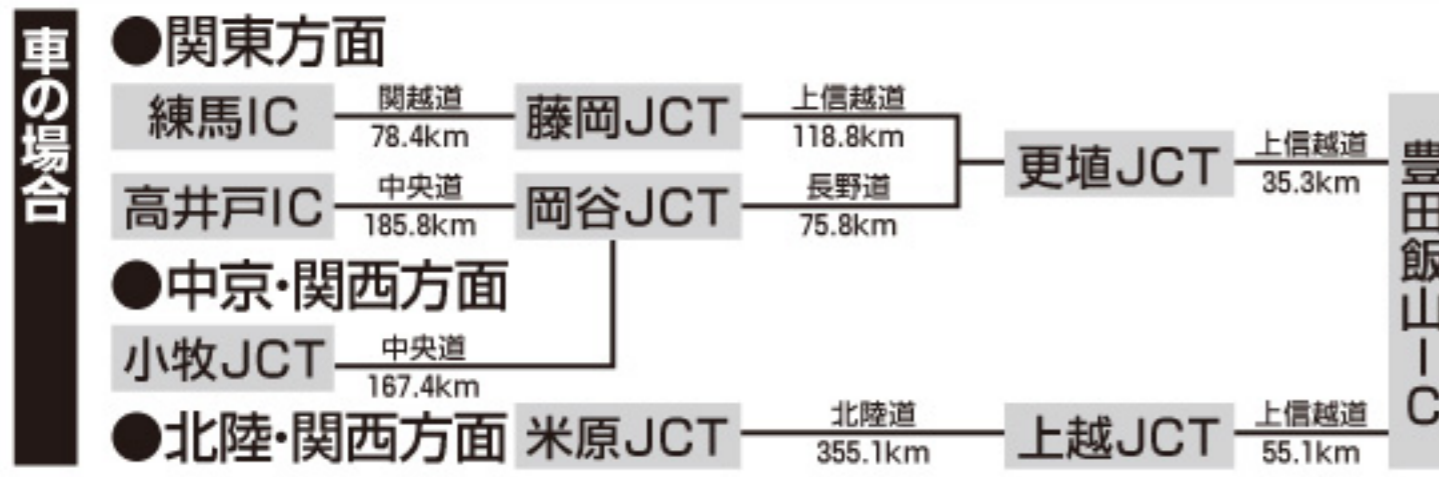 車の場合
●関東方面
練馬IC
関越道
78.4km
藤岡JCT
上信越道
118.8km
高井戸IC
中央道
185.8km
岡谷JCT
長野道
75.8km
更埴JCT
上信越道
35.3km
●中京・関西方面
小牧JCT
中央道
167.4km
●北陸・関西方面
米原JCT
北陸道
355.1km
上越JCT
上信越道
55.1km
豊田飯山IC